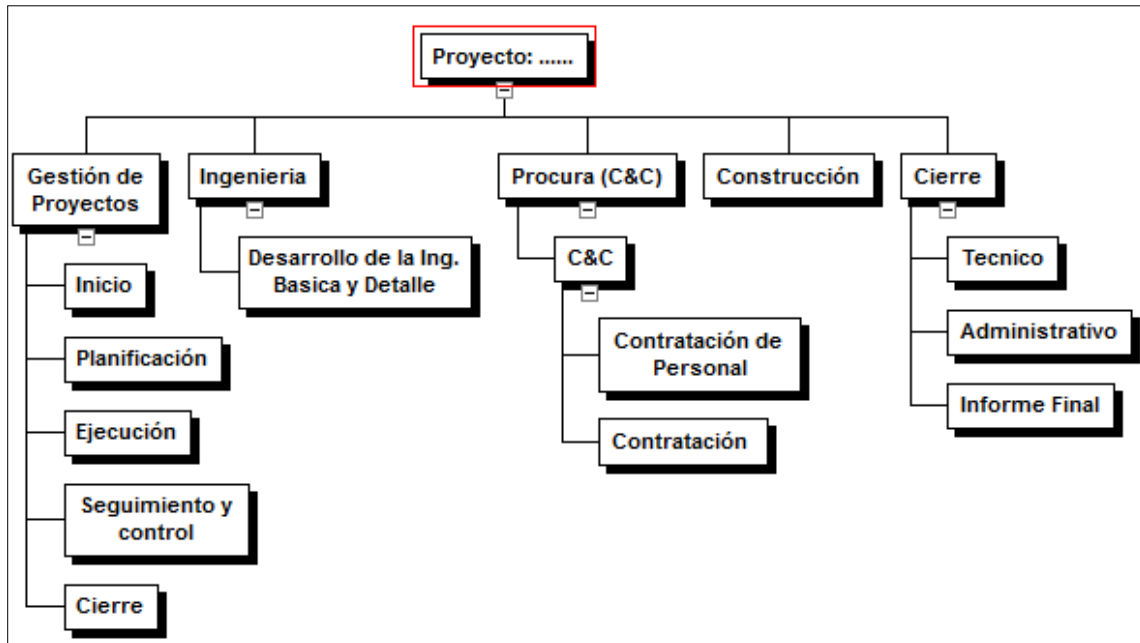 Proyecto: ......
Gestión de
Proyectos
Ingenieria
Procura (C&C)
Construcción
Cierre
Inicio
Planificación
Ejecución
Seguimiento y
control
Cierre
Desarrollo de la Ing.
Basica y Detalle
C&C
Contratación de
Personal
Contratación
Tecnico
Administrativo
Informe Final